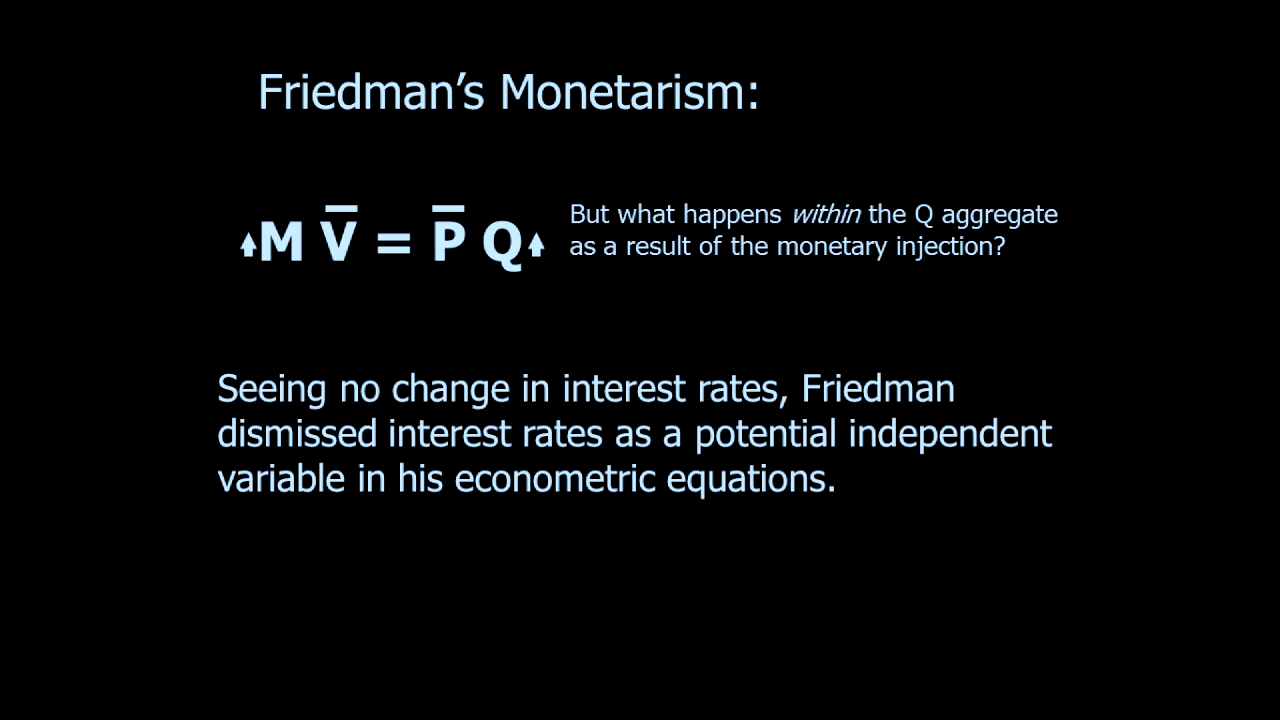 Friedman’s Monetarism:
↑M V̅ = P̅ Q↑
But what happens within the Q aggregate
as a result of the monetary injection?
Seeing no change in interest rates, Friedman
dismissed interest rates as a potential independent
variable in his econometric equations.